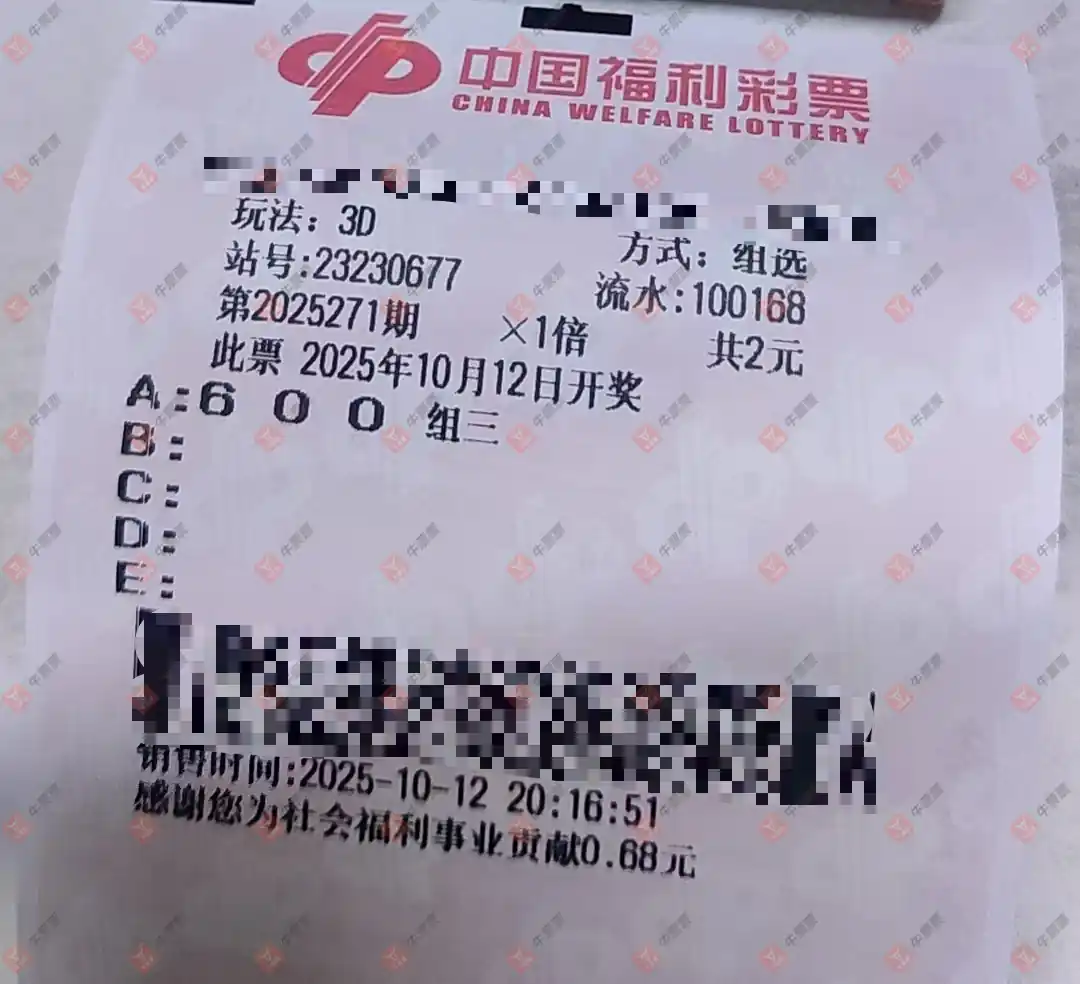 中国福利彩票
CHINA WELFARE LOTTERY
玩法：3D 方式：组选
站号:23230677 流水:100168
第2025271期 ×1倍 共2元
此票 2025年10月12日开奖
A:6 0 0 组三
B:
C:
D:
E:
销售时间:2025-10-12 20:16:51
感谢您为社会福利事业贡献0.68元